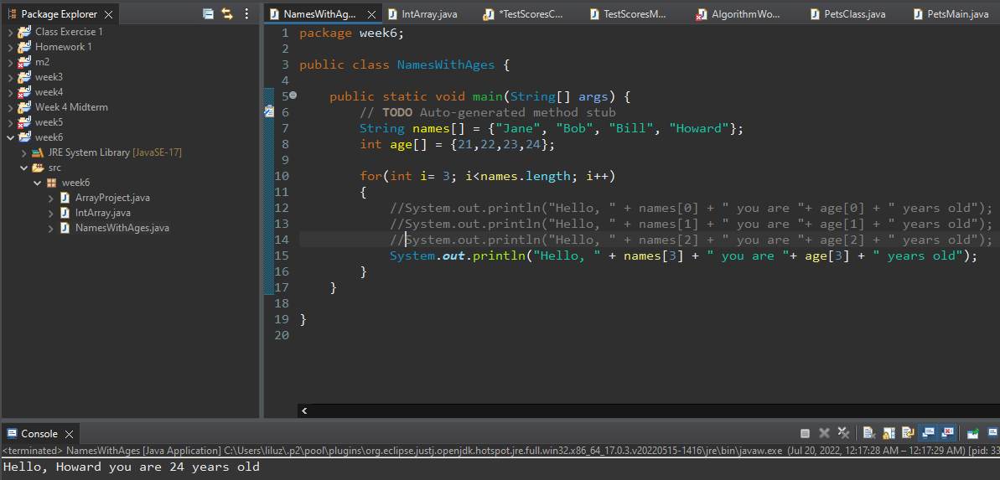 Package Explorer
Class Exercise 1
Homework 1
m2
week3
week4
Week 4 Midterm
week5
week6
JRE System Library [JavaSE-17]
src
week6
ArrayProject.java
IntArray.java
NamesWithAges.java
NamesWithAg... IntArray.java *TestScoresC... TestScoresM... AlgorithmWo... PetsClass.java PetsMain.java
1 package week6;
2
3 public class NamesWithAges {
4
5 public static void main(String[] args) {
6 // TODO Auto-generated method stub
7 String names[] = {"Jane", "Bob", "Bill", "Howard"};
8 int age[] = {21,22,23,24};
9
10 for(int i= 3; i<names.length; i++)
11 {
12 //System.out.println("Hello, " + names[0] + " you are "+ age[0] + " years old");
13 //System.out.println("Hello, " + names[1] + " you are "+ age[1] + " years old");
14 //System.out.println("Hello, " + names[2] + " you are "+ age[2] + " years old");
15 System.out.println("Hello, " + names[3] + " you are "+ age[3] + " years old");
16 }
17 }
18
19 }
20
Console
<terminated> NamesWithAges [Java Application] C:\Users\liluz\.p2\pool\plugins\org.eclipse.justj.openjdk.hotspot.jre.full.win32.x86_64_17.0.3.v20220515-1416\jre\bin\javaw.exe (Jul 20, 2022, 12:17:28 AM – 12:17:29 AM) [pid: 33
Hello, Howard you are 24 years old